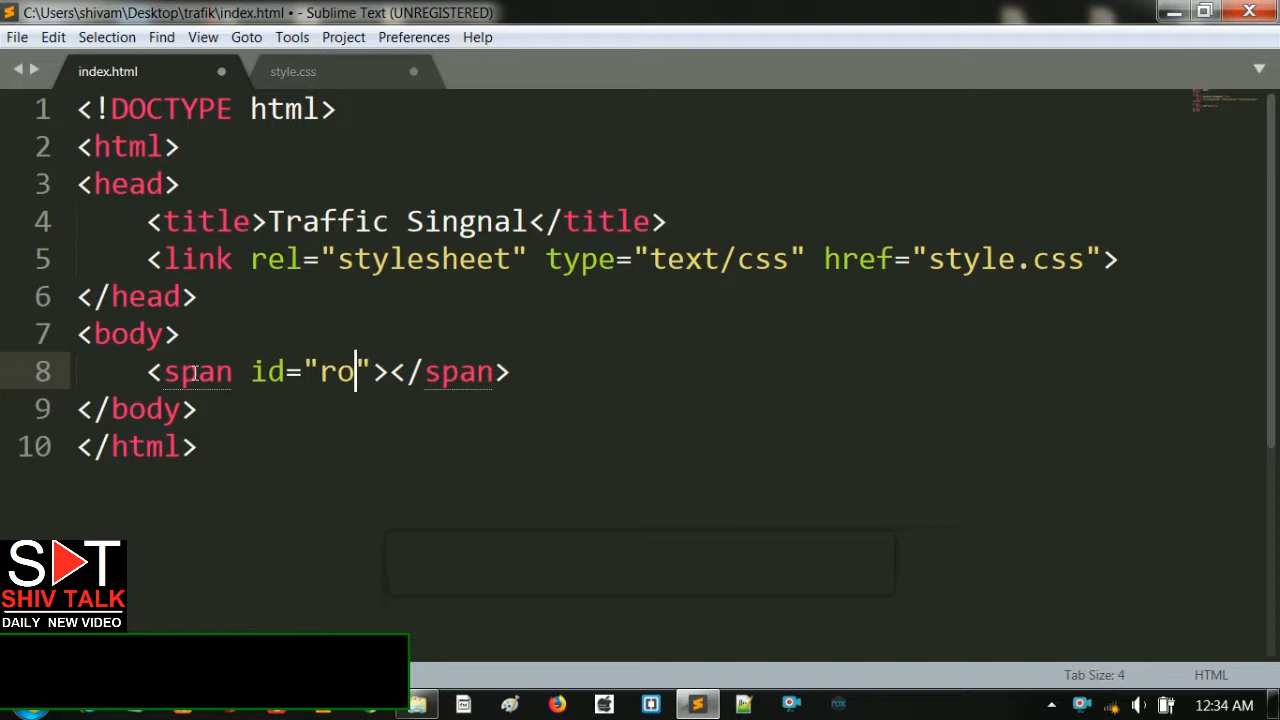 C:\Users\shivam\Desktop\trafik\index.html • - Sublime Text (UNREGISTERED)
File Edit Selection Find View Goto Tools Project Preferences Help
index.html style.css
1 <!DOCTYPE html>
2 <html>
3 <head>
4 <title>Traffic Singnal</title>
5 <link rel="stylesheet" type="text/css" href="style.css">
6 </head>
7 <body>
8 <span id="ro"></span>
9 </body>
10 </html>
S T
SHIV TALK
DAILY NEW VIDEO
Tab Size: 4 HTML
12:34 AM